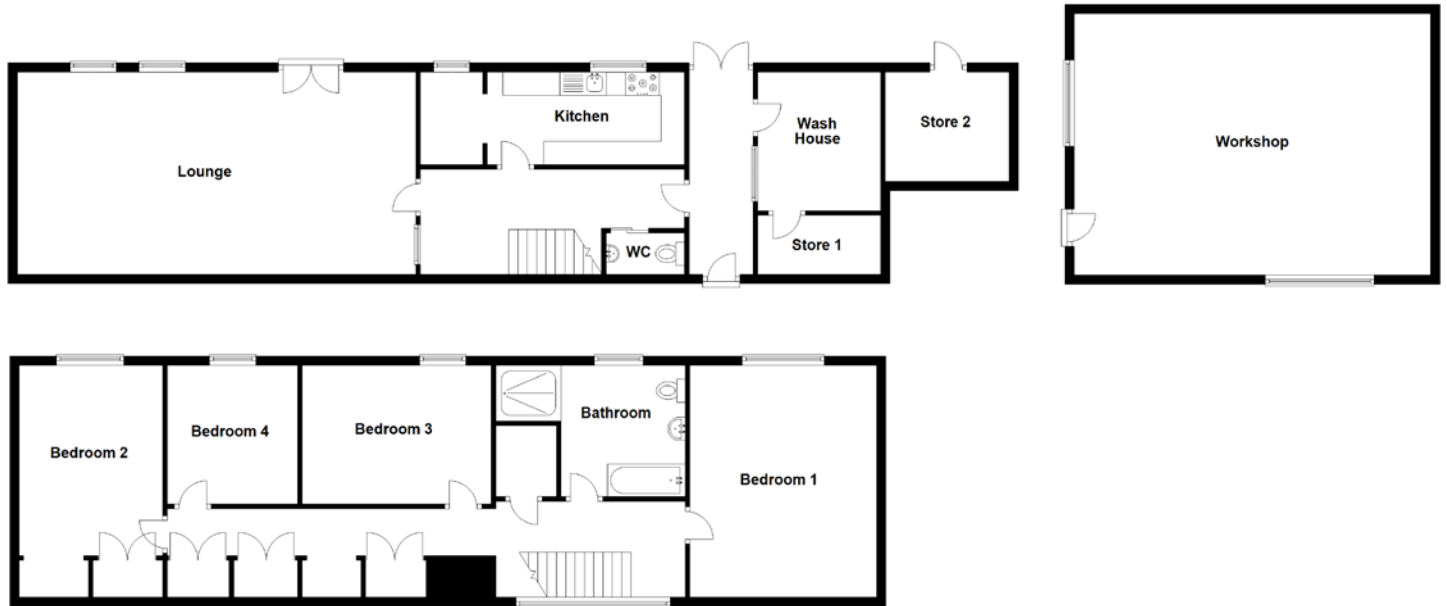 Lounge
Kitchen
WC
Wash
House
Store 1
Store 2
Workshop
Bedroom 2
Bedroom 4
Bedroom 3
Bathroom
Bedroom 1